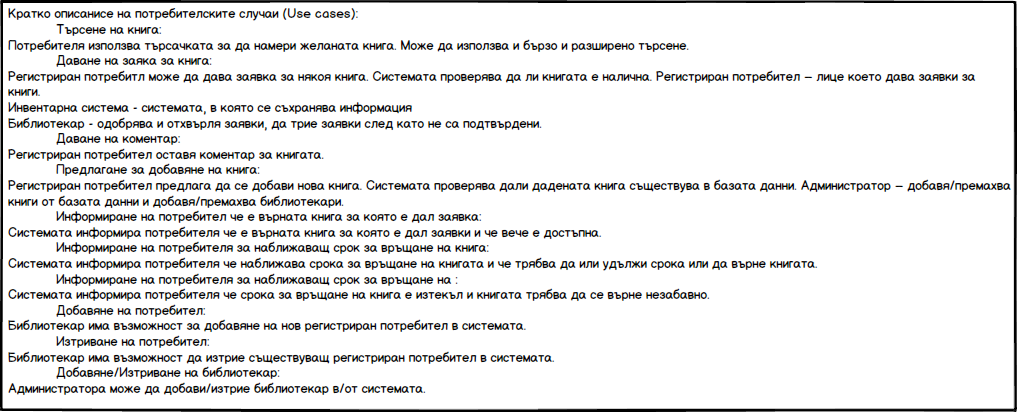 Кратко описанисе на потребителските случаи (Use cases):
Търсене на книга:
Потребителя използва търсачката за да намери желаната книга. Може да използва и бързо и разширено търсене.
Даване на заяка за книга:
Регистриран потребитл може да дава заявка за някоя книга. Системата проверява да ли книгата е налична. Регистриран потребител – лице което дава заявки за
книги.
Инвентарна система - системата, в която се съхранява информация
Библиотекар - одобрява и отхвърля заявки, да трие заявки след като не са подтвърдени.
Даване на коментар:
Регистриран потребител оставя коментар за книгата.
Предлагане за добавяне на книга:
Регистриран потребител предлага да се добави нова книга. Системата проверява дали дадената книга съществува в базата данни. Администратор – добавя/премахва
книги от базата данни и добавя/премахва библиотекари.
Информиране на потребител че е върната книга за която е дал заявка:
Системата информира потребителя че е върната книга за която е дал заявки и че вече е достъпна.
Информиране на потребителя за наближаващ срок за връщане на книга:
Системата информира потребителя че наближава срока за връщане на книгата и че трябва да или удължи срока или да върне книгата.
Информиране на потребителя за наближаващ срок за връщане на :
Системата информира потребителя че срока за връщане на книга е изтекъл и книгата трябва да се върне незабавно.
Добавяне на потребител:
Библиотекар има възможност за добавяне на нов регистриран потребител в системата.
Изтриване на потребител:
Библиотекар има възможност да изтрие съществуващ регистриран потребител в системата.
Добавяне/Изтриване на библиотекар:
Администратора може да добави/изтрие библиотекар в/от системата.